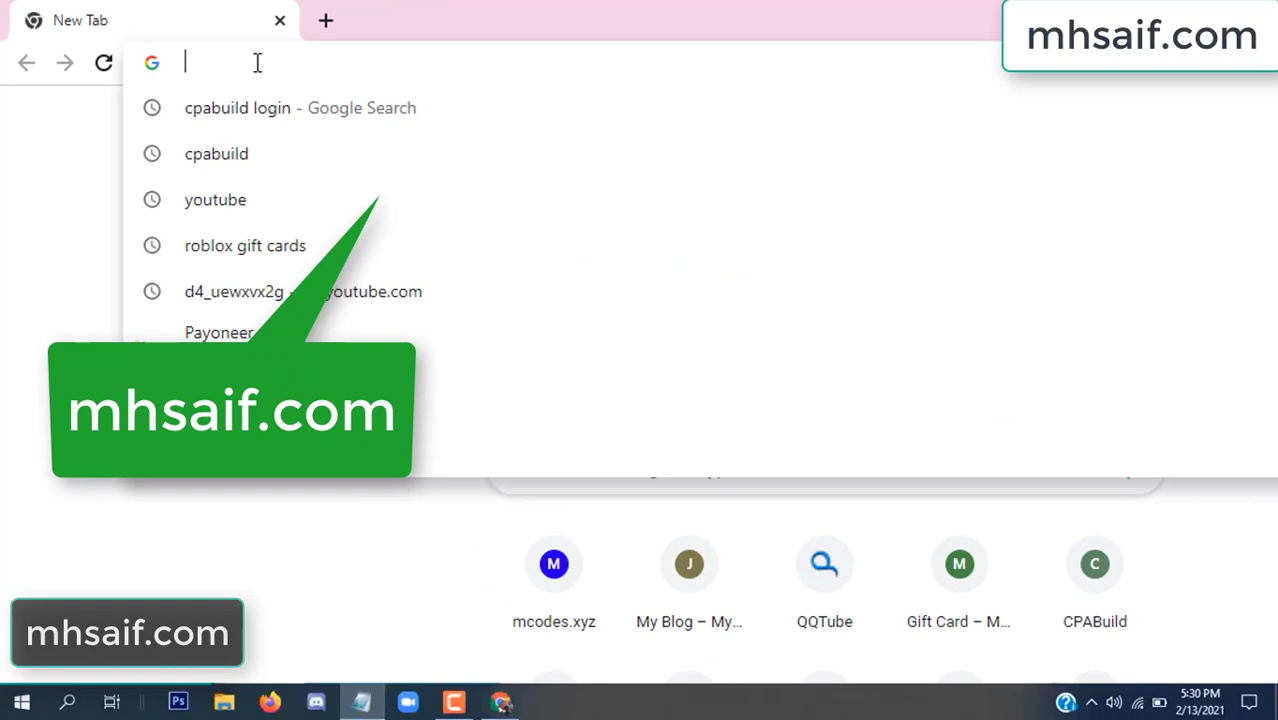 New Tab
mhsaif.com
cpabuild login - Google Search
cpabuild
youtube
roblox gift cards
d4_uewxvx2g - youtube.com
Payoneer
mhsaif.com
M
J
M
C
mcodes.xyz
My Blog – My...
QQTube
Gift Card – M...
CPABuild
mhsaif.com
Ps
5:30 PM
2/13/2021